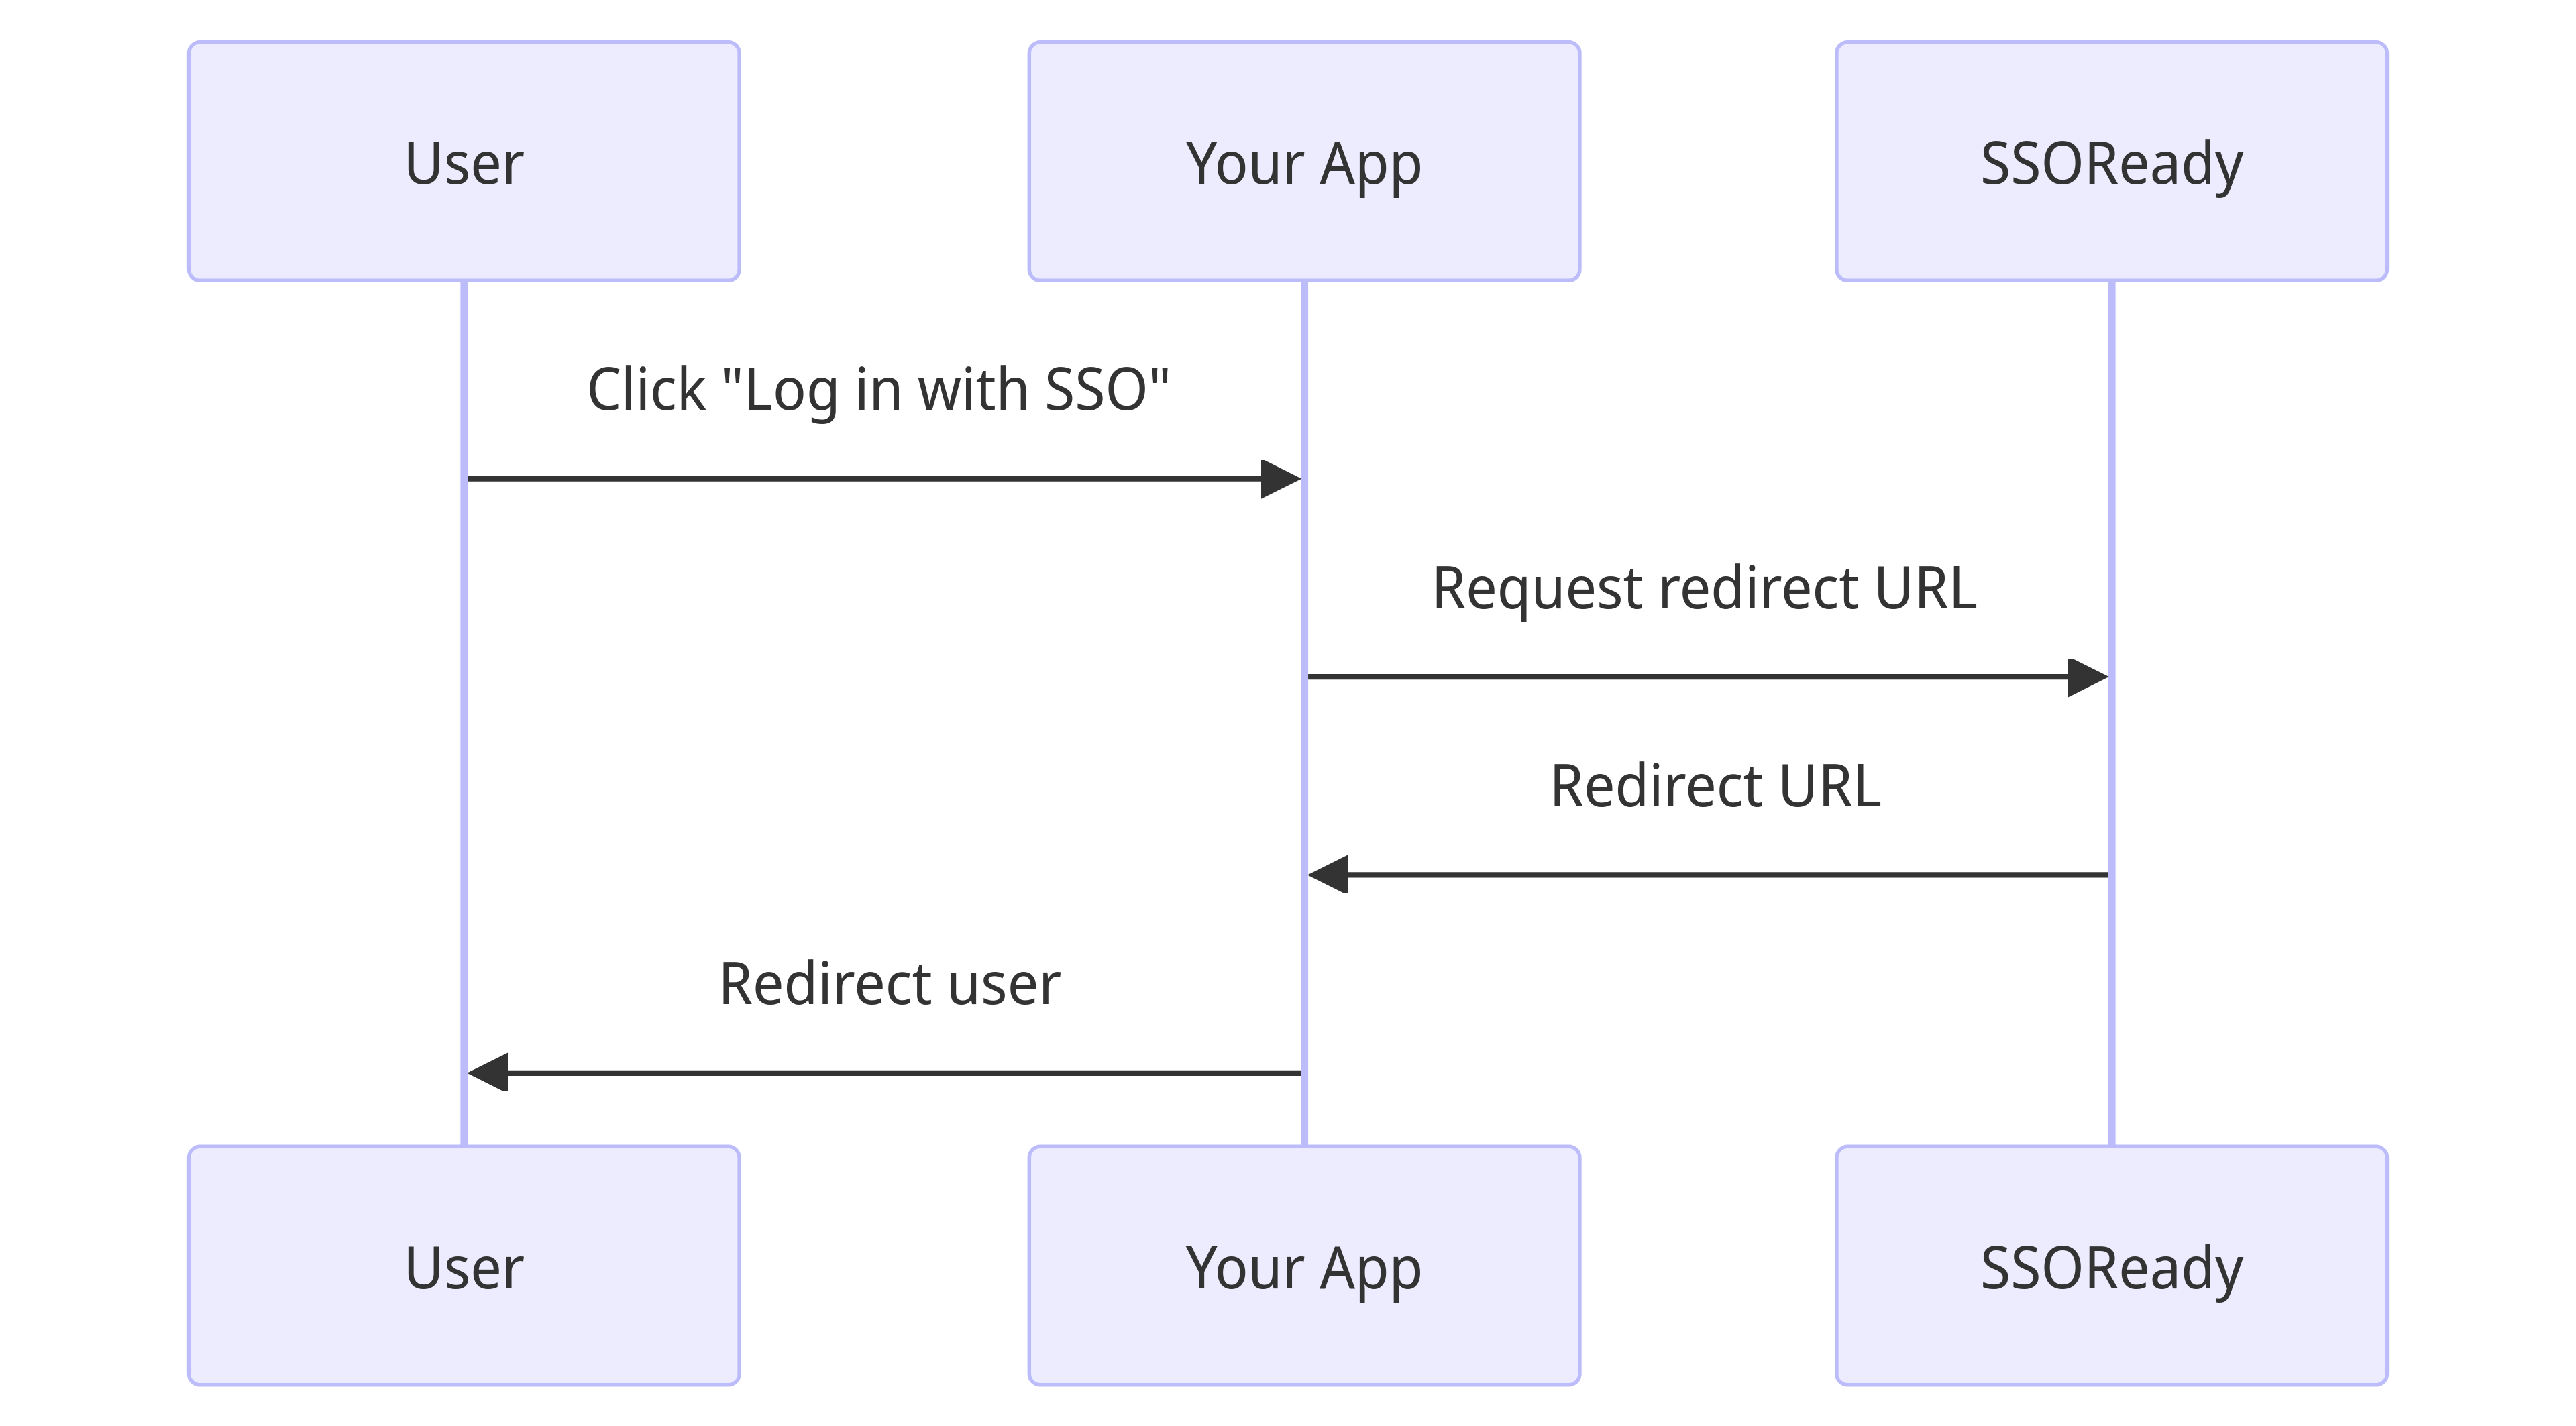 User
Your App
SSOReady
Click "Log in with SSO"
Request redirect URL
Redirect URL
Redirect user
User
Your App
SSOReady